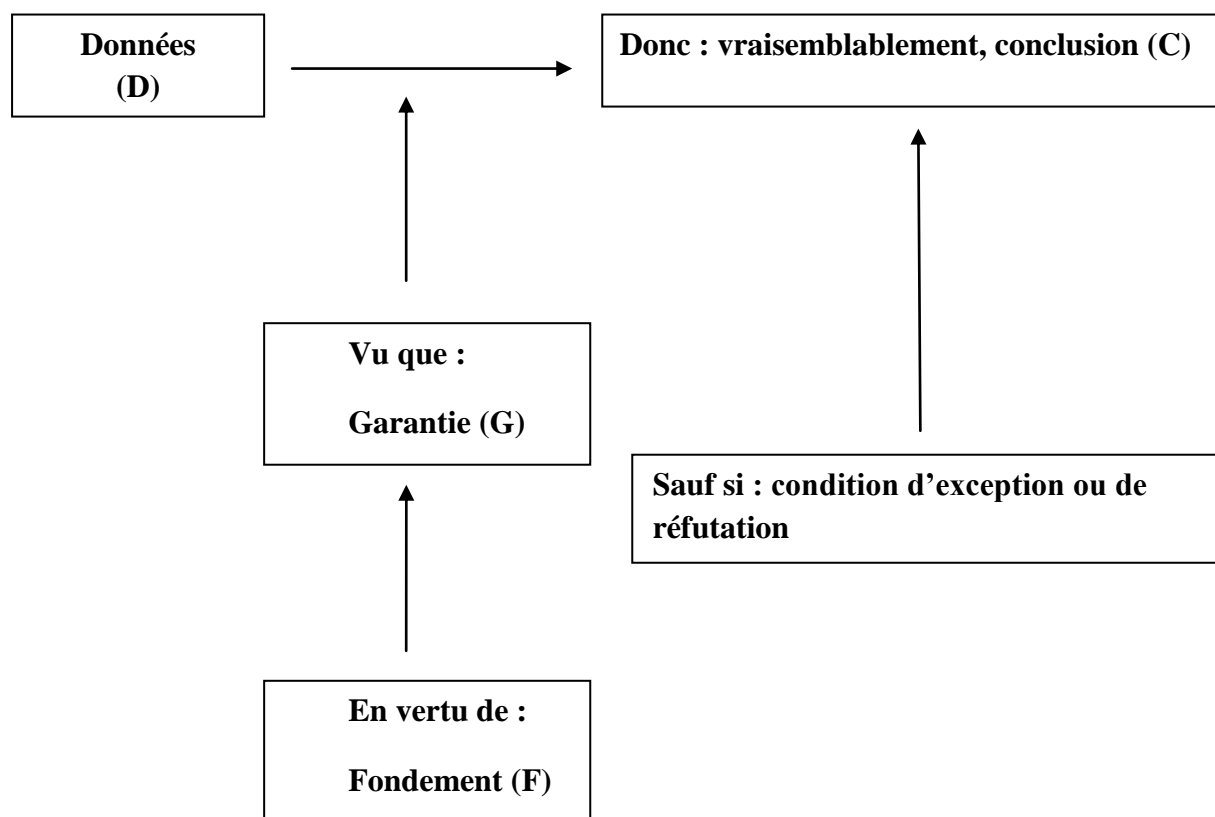 Données
(D)
Donc : vraisemblablement, conclusion (C)
Vu que :
Garantie (G)
Sauf si : condition d’exception ou de
réfutation
En vertu de :
Fondement (F)